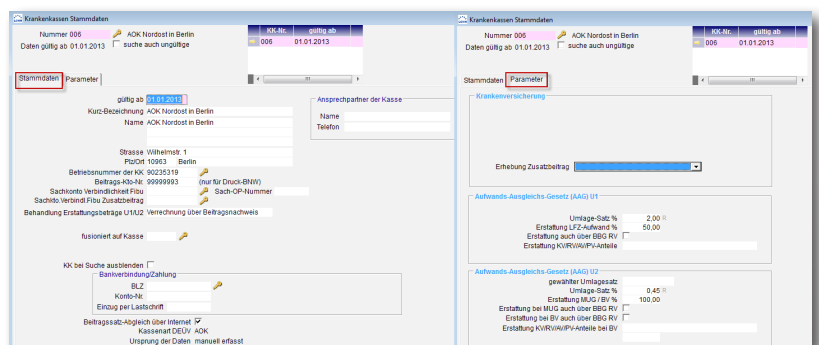 Krankenkassen Stammdaten
Nummer 006 AOK Nordost in Berlin
Daten gültig ab 01.01.2013 suche auch ungültige
KK-Nr. gültig ab
006 01.01.2013
Stammdaten Parameter
gültig ab 01.01.2013
Kurz-Bezeichnung AOK Nordost in Berlin
Name AOK Nordost in Berlin
Strasse Wilhelmstr. 1
Plz/Ort 10963 Berlin
Betriebsnummer der KK 90235319
Beitrags-Kto-Nr. 99999993 (nur für Druck-BNW)
Sachkonto Verbindlichkeit Fibu Sach-OP-Nummer
Sachkto.Verbindl.Fibu Zusatzbeitrag
Behandlung Erstattungsbeträge U1/U2 Verrechnung über Beitragsnachweis
fusioniert auf Kasse
KK bei Suche ausblenden
Bankverbindung/Zahlung
BLZ
Konto-Nr.
Einzug per Lastschrift
Beitragssatz-Abgleich über Internet
Kassenart DEÜV AOK
Ursprung der Daten manuell erfasst
Ansprechpartner der Kasse
Name
Telefon
Krankenkassen Stammdaten
Nummer 006 AOK Nordost in Berlin
Daten gültig ab 01.01.2013 suche auch ungültige
KK-Nr. gültig ab
006 01.01.2013
Stammdaten Parameter
Krankenversicherung
Erhebung Zusatzbeitrag
Aufwands-Ausgleichs-Gesetz (AAG) U1
Umlage-Satz % 2,00
Erstattung LFZ-Aufwand % 50,00
Erstattung auch über BBG RV
Erstattung KV/RV/AV/PV-Anteile
Aufwands-Ausgleichs-Gesetz (AAG) U2
gewählter Umlagesatz
Umlage-Satz % 0,45
Erstattung MUG / BV % 100,00
Erstattung bei MUG auch über BBG RV
Erstattung bei BV auch über BBG RV
Erstattung KV/RV/AV/PV-Anteile bei BV